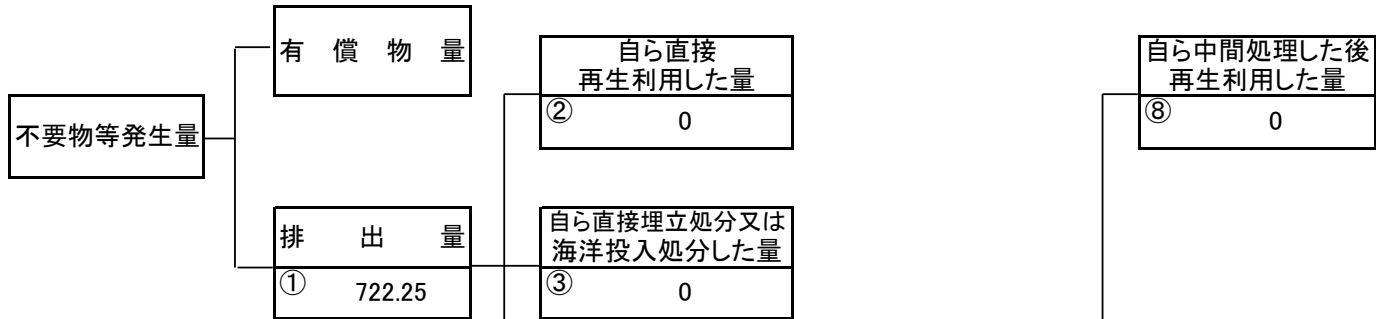 有償物量
自ら直接
再生利用した量
② 0
自ら中間処理した後
再生利用した量
⑧ 0
不要物等発生量
排出量
① 722.25
自ら直接埋立処分又は
海洋投入処分した量
③ 0